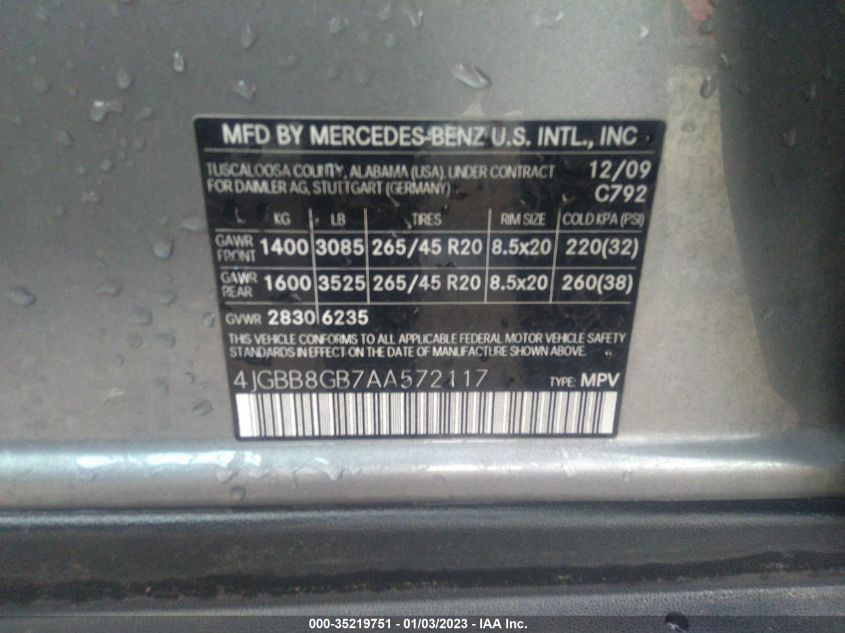 MFD BY MERCEDES-BENZ U.S. INTL., INC
TUSCALOOSA COUNTY, ALABAMA (USA) UNDER CONTRACT 12/09
FOR DAIMLER AG, STUTTGART (GERMANY) C792
KG LB TIRES RIM SIZE COLD KPA (PSI)
GAWR FRONT 1400 3085 265/45 R20 8.5x20 220(32)
GAWR REAR 1600 3525 265/45 R20 8.5x20 260(38)
GVWR 2830 6235
THIS VEHICLE CONFORMS TO ALL APPLICABLE FEDERAL MOTOR VEHICLE SAFETY
STANDARDS IN EFFECT ON THE DATE OF MANUFACTURE SHOWN ABOVE.
4JGBB8GB7AA572117 TYPE: MPV
000-35219751 - 01/03/2023 - IAA Inc.